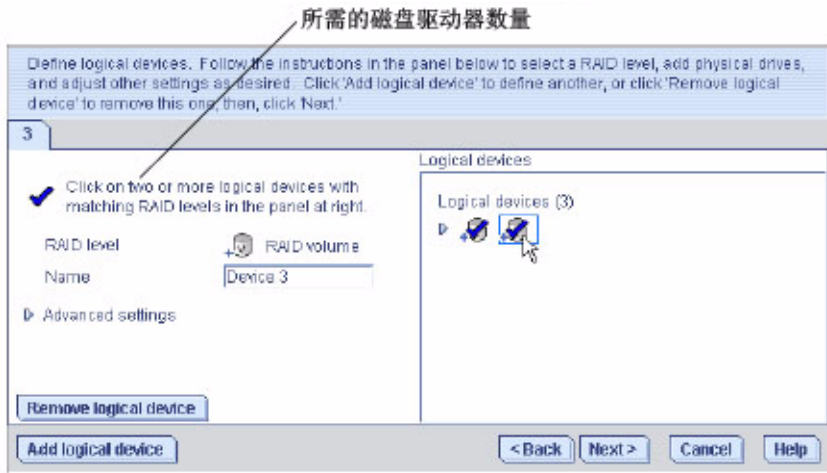 所需的磁盘驱动器数量
Define logical devices. Follow the instructions in the panel below to select a RAID level, add physical drives,
and adjust other settings as desired. Click 'Add logical device' to define another, or click 'Remove logical
device' to remove this one, then, click 'Next.'
3
Click on two or more logical devices with
matching RAID levels in the panel at right.
RAID level
RAID volume
Name
Device 3
Advanced settings
Remove logical device
Logical devices
Logical devices (3)
Add logical device
< Back
Next >
Cancel
Help